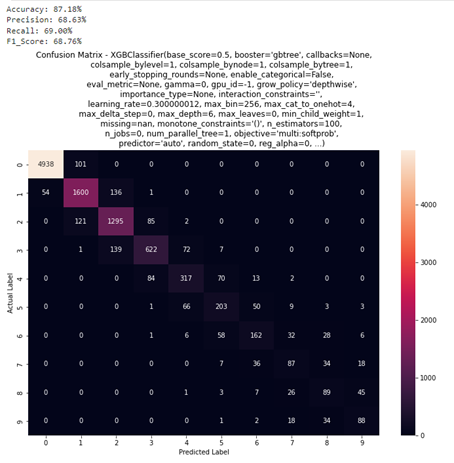 Accuracy: 87.18%
Precision: 68.63%
Recall: 69.00%
F1_Score: 68.76%
Confusion Matrix - XGBClassifier(base_score=0.5, booster='gbtree', callbacks=None,
colsample_bylevel=1, colsample_bynode=1, colsample_bytree=1,
early_stopping_rounds=None, enable_categorical=False,
eval_metric=None, gamma=0, gpu_id=-1, grow_policy='depthwise',
importance_type=None, interaction_constraints='',
learning_rate=0.300000012, max_bin=256, max_cat_to_onehot=4,
max_delta_step=0, max_depth=6, max_leaves=0, min_child_weight=1,
missing=nan, monotone_constraints='()', n_estimators=100,
n_jobs=0, num_parallel_tree=1, objective='multi:softprob',
predictor='auto', random_state=0, reg_alpha=0, ...)
0 4938 101 0 0 0 0 0 0 0 0
1 54 1600 136 1 0 0 0 0 0 0
2 0 121 1295 85 2 0 0 0 0 0
3 0 1 139 622 72 7 0 0 0 0
4 0 0 0 84 317 70 13 2 0 0
5 0 0 0 1 66 203 50 9 3 3
6 0 0 0 1 6 58 162 32 28 6
7 0 0 0 0 0 7 36 87 34 18
8 0 0 0 0 1 3 7 26 89 45
9 0 0 0 0 0 1 2 18 34 88
0 1 2 3 4 5 6 7 8 9
Predicted Label
Actual Label
4000
3000
2000
1000
0